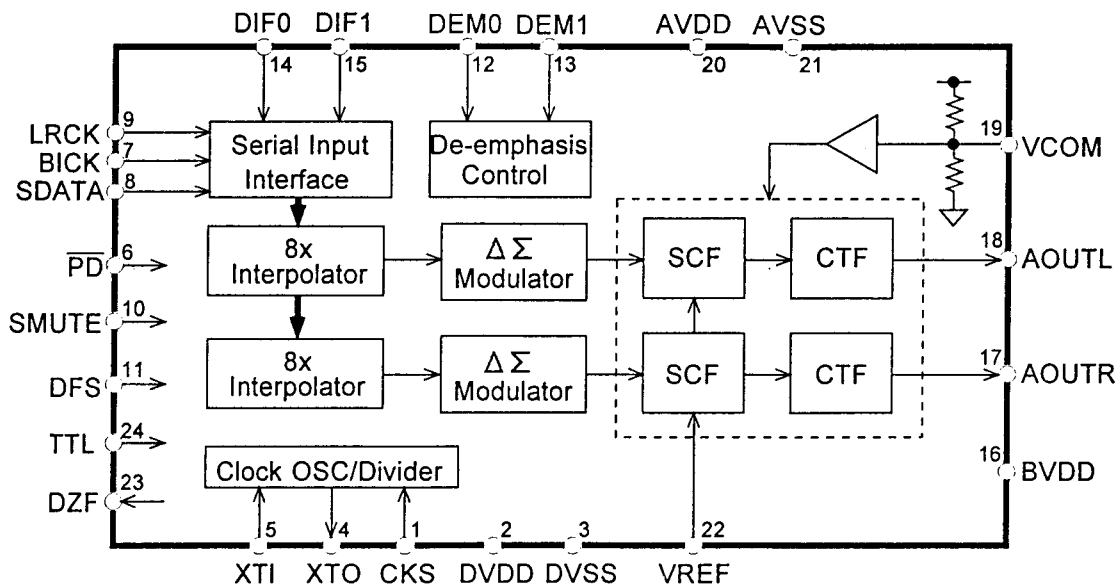 DIF0 DIF1 DEM0 DEM1 AVDD AVSS
14 15 12 13 20 21
LRCK 9
BICK 7
SDATA 8
Serial Input
Interface
De-emphasis
Control
19 VCOM
PD 6
8x
Interpolator
ΔΣ
Modulator
SCF
CTF
18 AOUTL
SMUTE 10
DFS 11
8x
Interpolator
ΔΣ
Modulator
SCF
CTF
17 AOUTR
TTL 24
DZF 23
Clock OSC/Divider
16 BVDD
5 4 1 2 3 22
XTI XTO CKS DVDD DVSS VREF